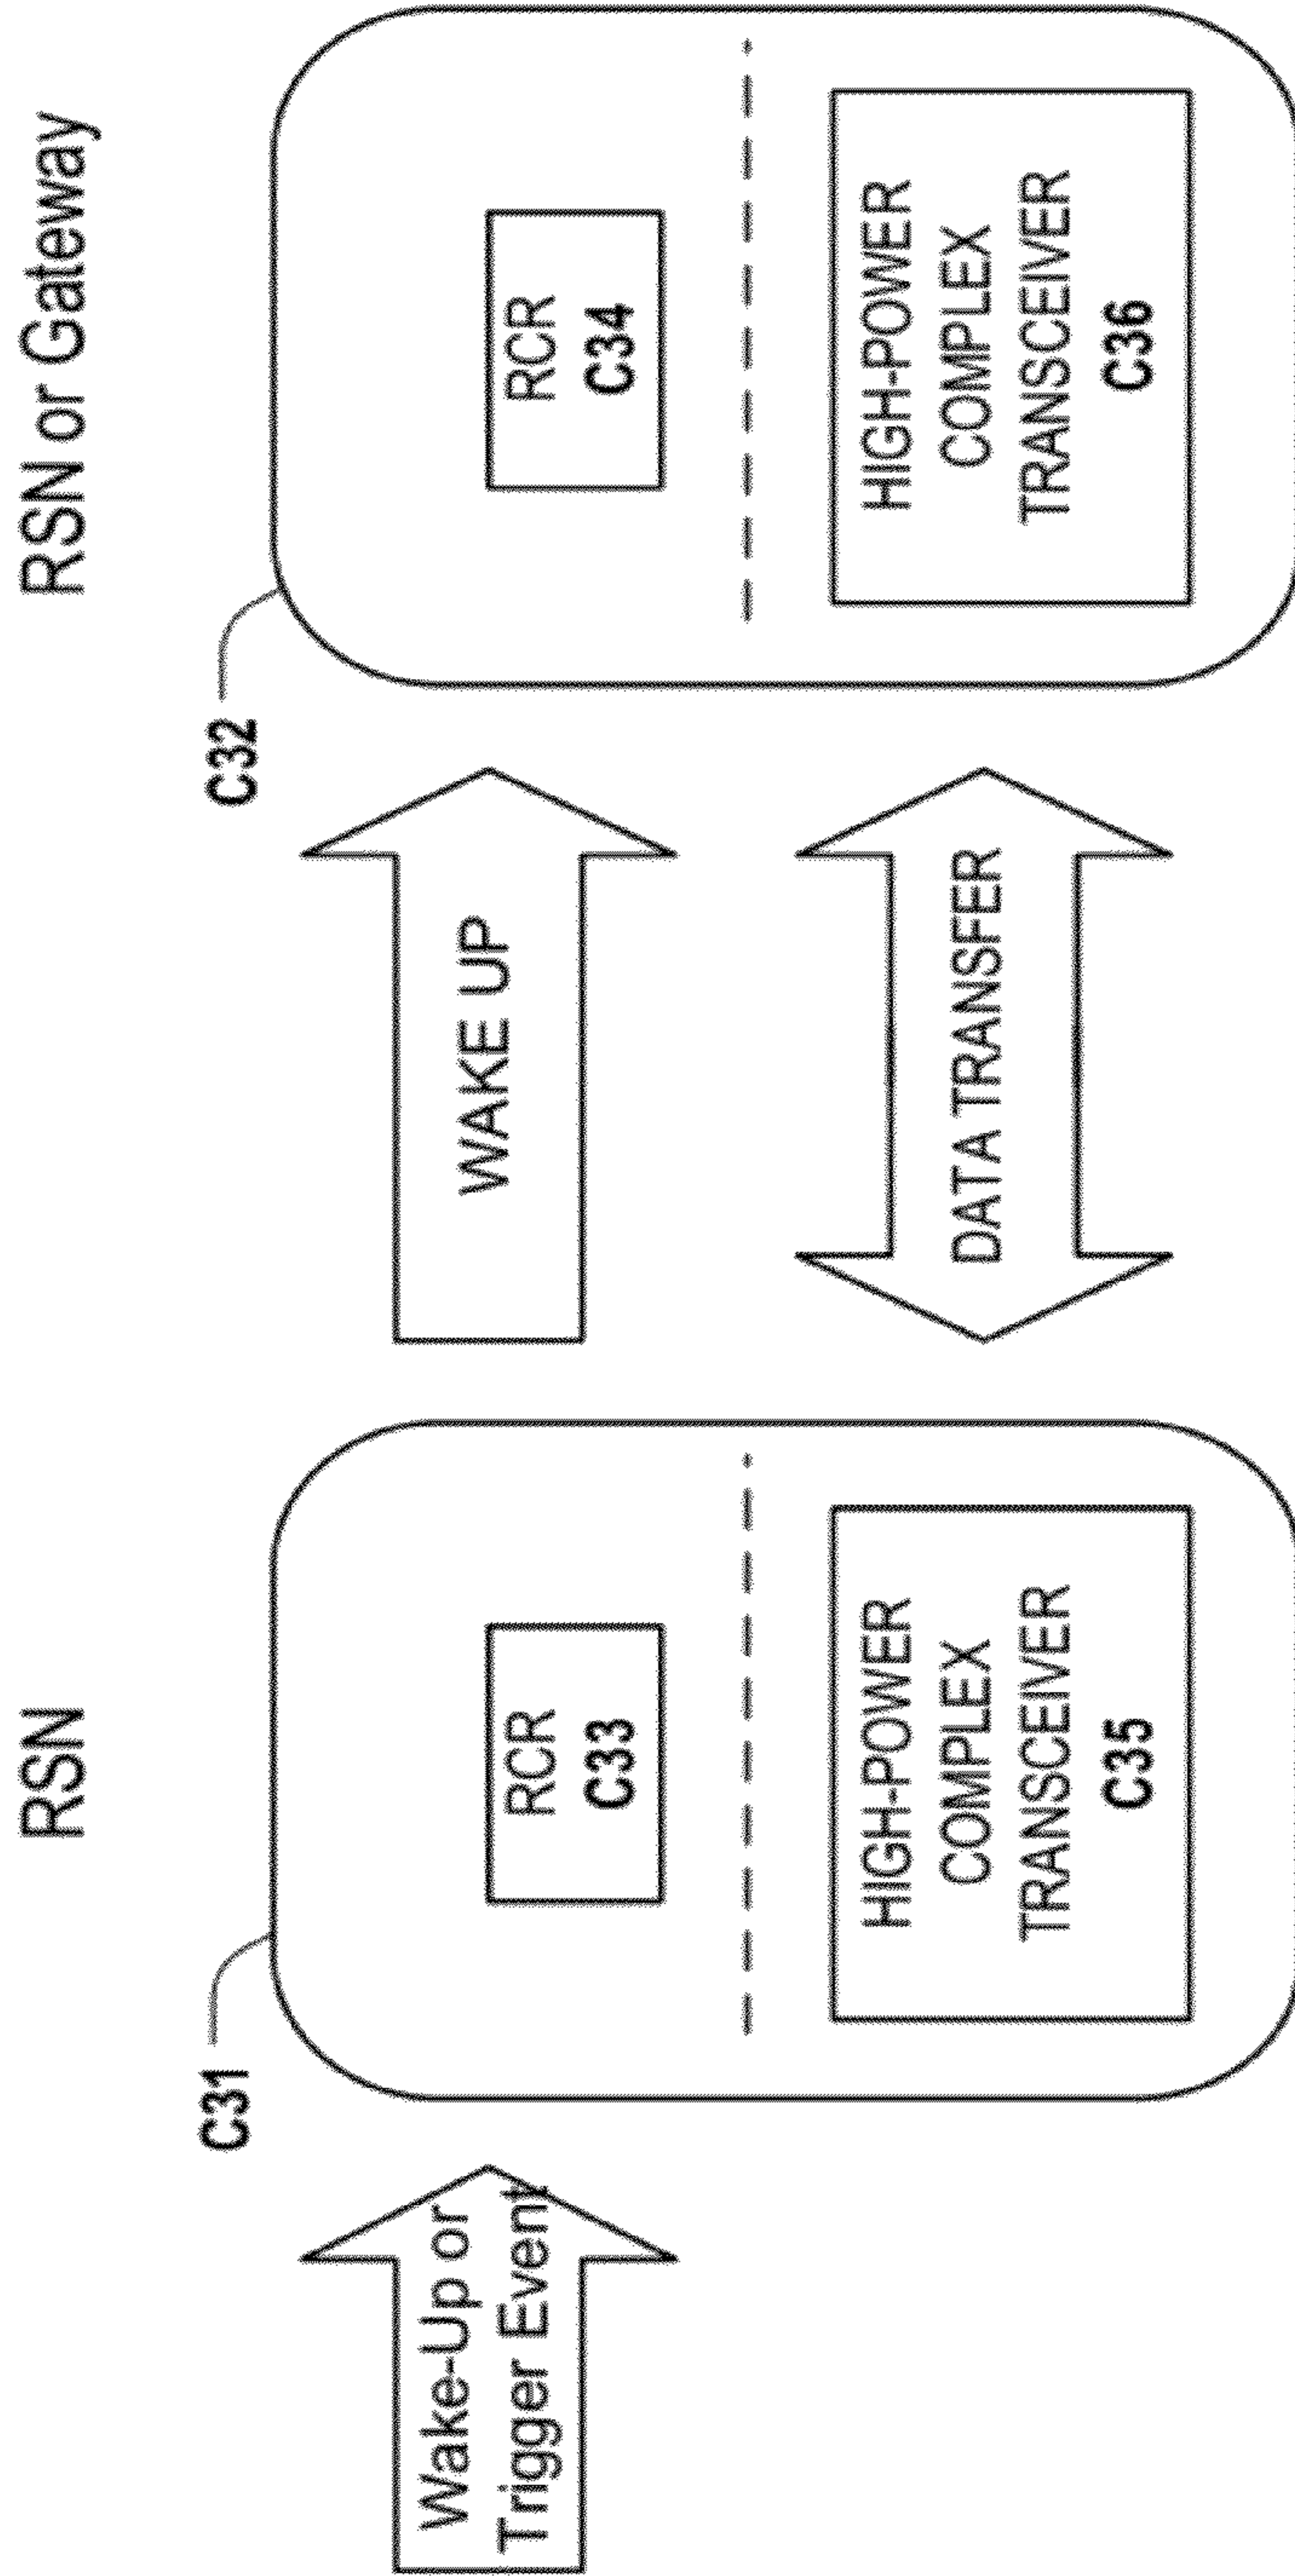 RSN
RSN or Gateway
C31
C32
Wake-Up or
Trigger Event
RCR
C33
WAKE UP
RCR
C34
HIGH-POWER
COMPLEX
TRANSCEIVER
C35
DATA TRANSFER
HIGH-POWER
COMPLEX
TRANSCEIVER
C36